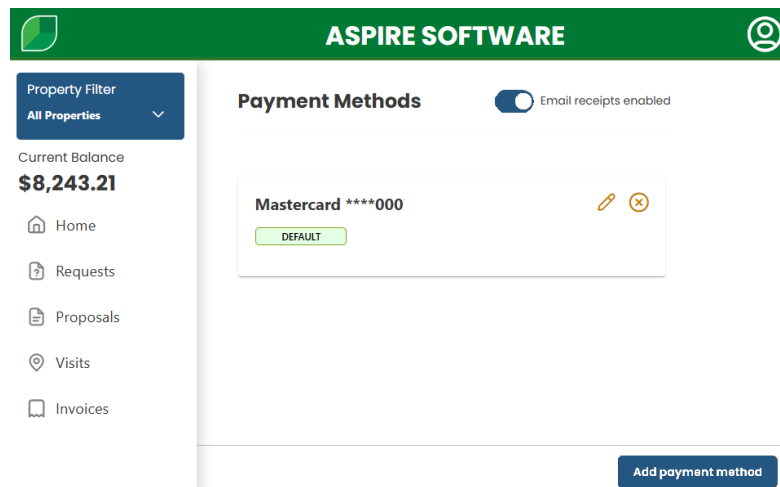 ASPIRE SOFTWARE
Property Filter
All Properties
Current Balance
$8,243.21
Home
Requests
Proposals
Visits
Invoices
Payment Methods
Email receipts enabled
Mastercard ****000
DEFAULT
Add payment method